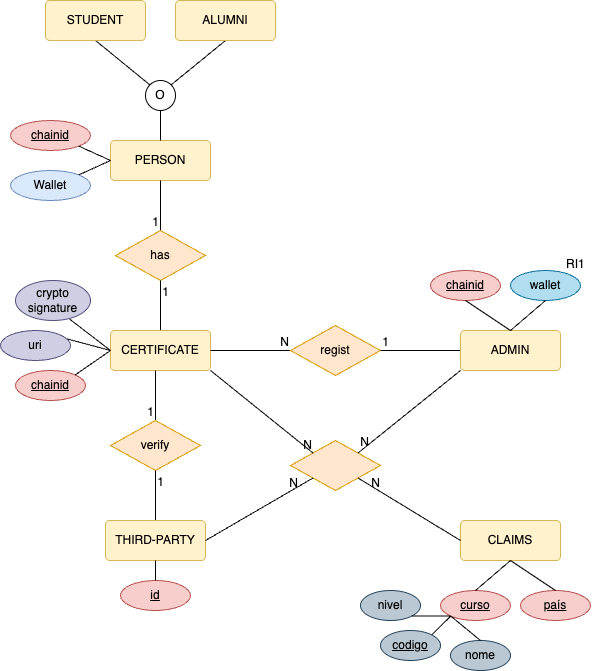 STUDENT
ALUMNI
O
chainid
PERSON
Wallet
1
has
1
crypto
signature
uri
chainid
CERTIFICATE
N
regist
1
RI1
chainid
wallet
ADMIN
1
verify
1
N
N
N
N
THIRD-PARTY
id
CLAIMS
nivel
curso
país
codigo
nome